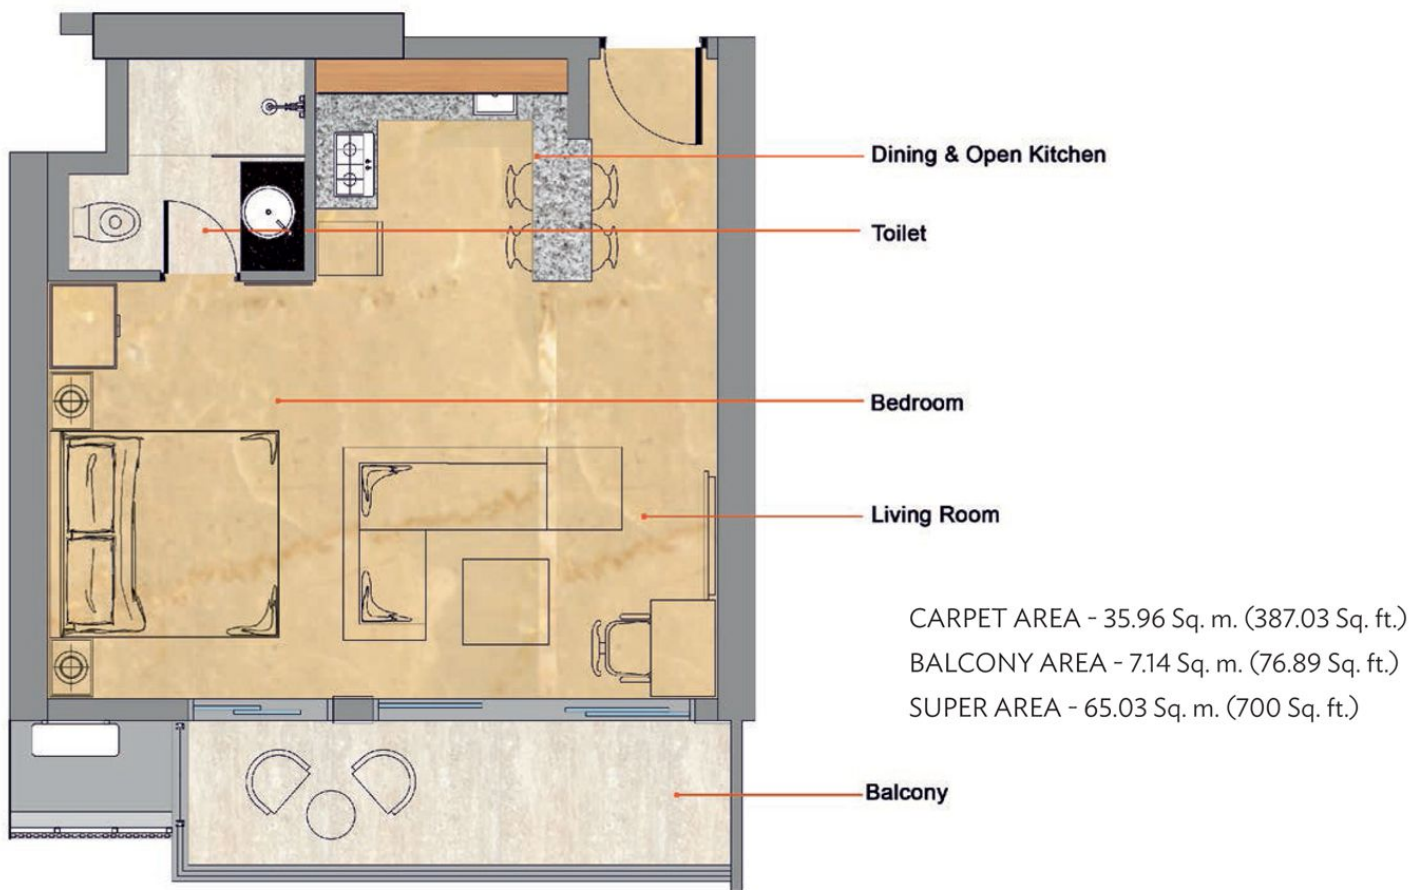 Dining & Open Kitchen
Toilet
Bedroom
Living Room
CARPET AREA - 35.96 Sq. m. (387.03 Sq. ft.)
BALCONY AREA - 7.14 Sq. m. (76.89 Sq. ft.)
SUPER AREA - 65.03 Sq. m. (700 Sq. ft.)
Balcony